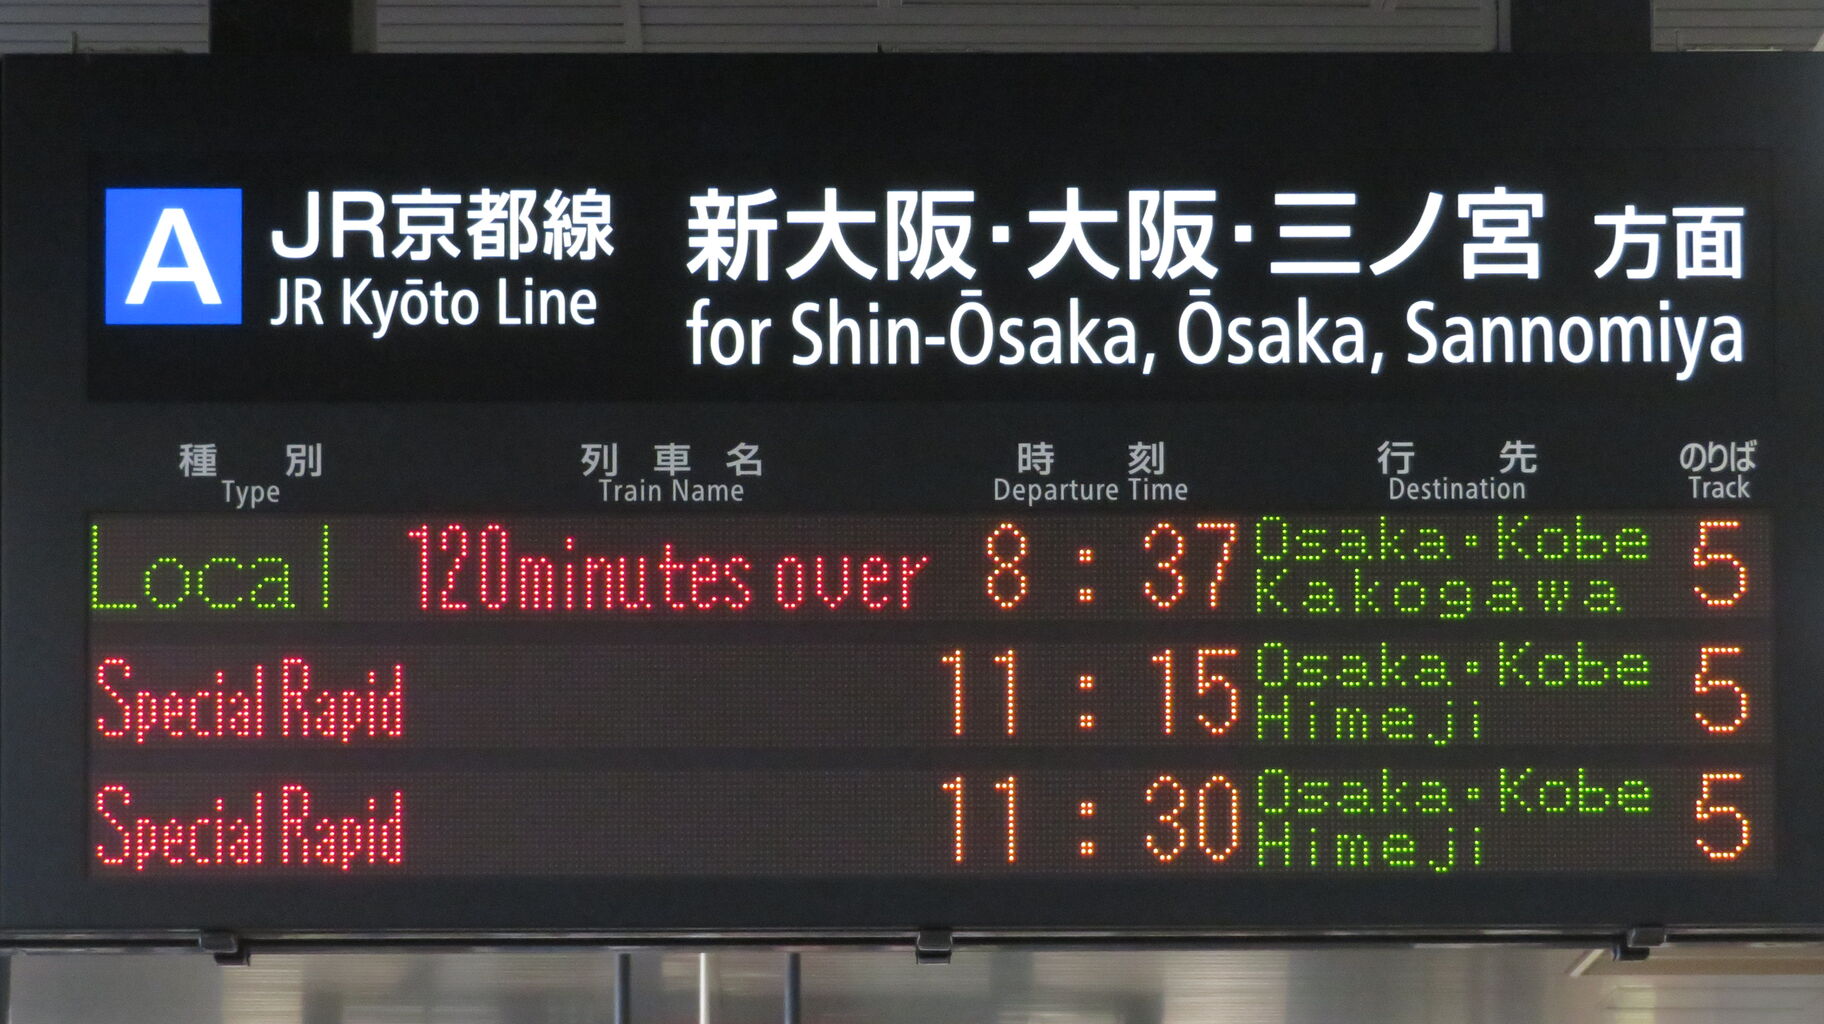 A JR京都線 新大阪・大阪・三ノ宮 方面
JR Kyōto Line for Shin-Ōsaka, Ōsaka, Sannomiya
種別 列車名 時刻 行先 のりば
Type Train Name Departure Time Destination Track
Local 120minutes over 8:37 Osaka・Kobe 5
Kakogawa
Special Rapid 11:15 Osaka・Kobe 5
Himeji
Special Rapid 11:30 Osaka・Kobe 5
Himeji